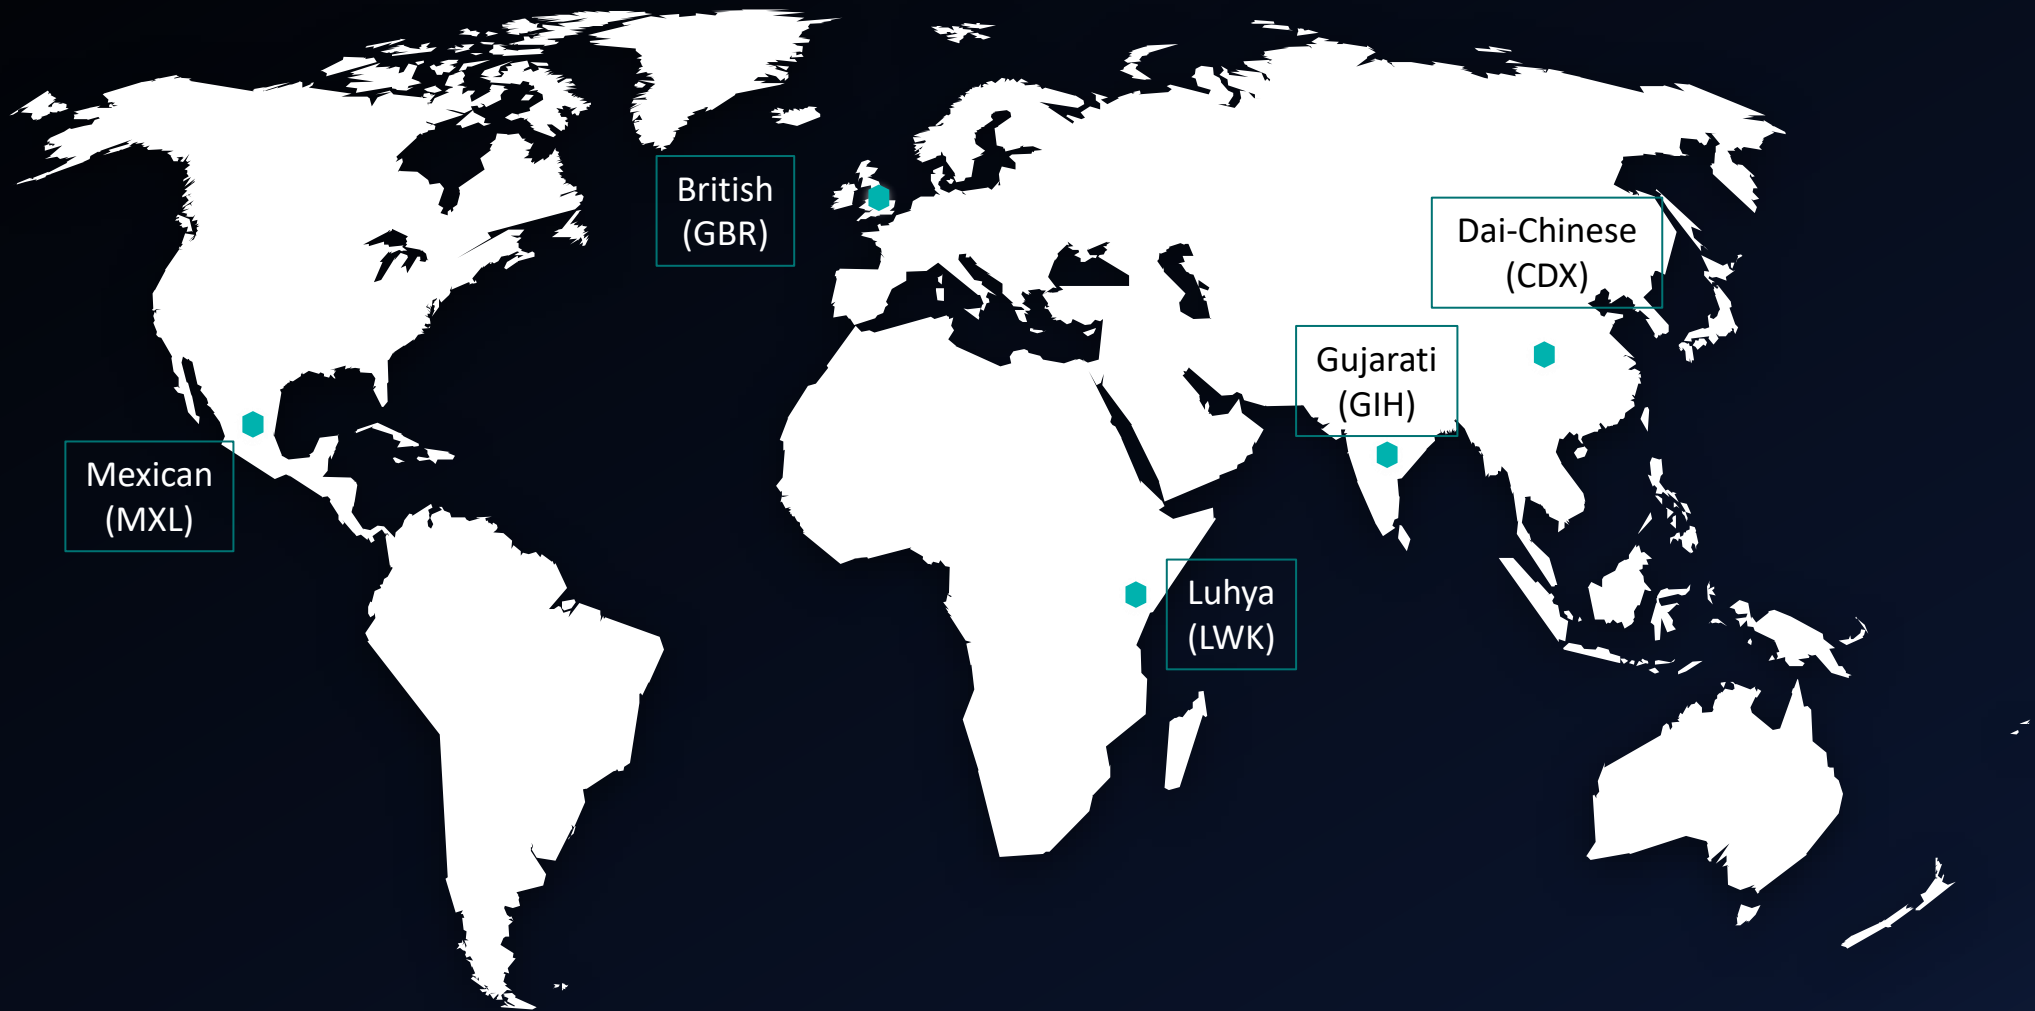 British
(GBR)
Dai-Chinese
(CDX)
Gujarati
(GIH)
Mexican
(MXL)
Luhya
(LWK)